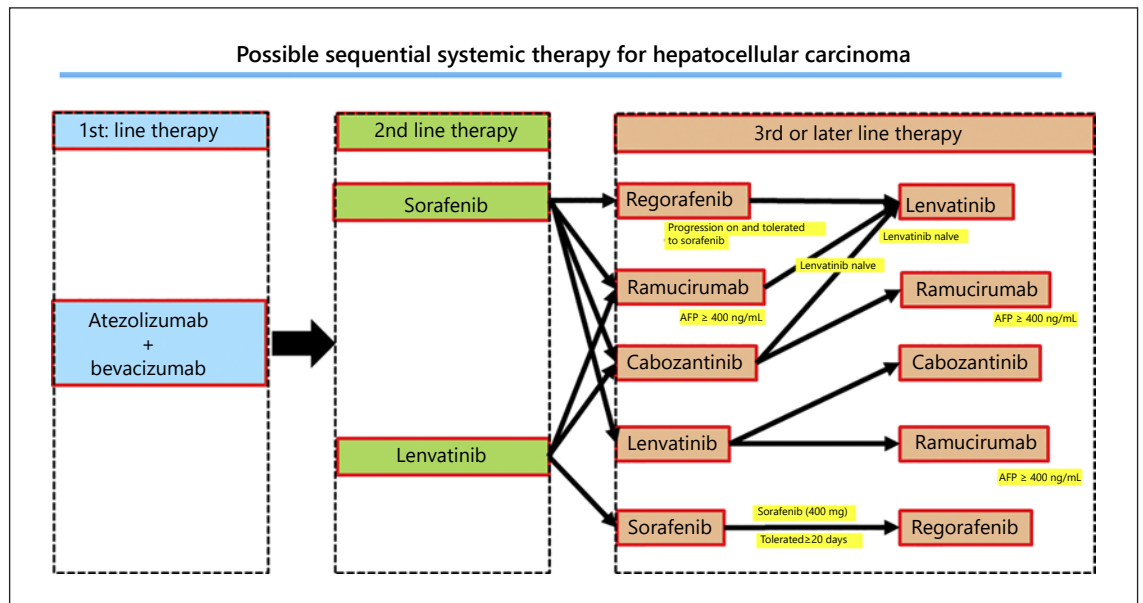 Possible sequential systemic therapy for hepatocellular carcinoma
1st: line therapy
2nd line therapy
3rd or later line therapy
Sorafenib
Regorafenib
Lenvatinib
Progression on and tolerated
to sorafenib
Lenvatinib nalve
Lenvatinib nalve
Atezolizumab
+
bevacizumab
Ramucirumab
AFP ≥ 400 ng/mL
Ramucirumab
AFP ≥ 400 ng/mL
Cabozantinib
Cabozantinib
Lenvatinib
Lenvatinib
Ramucirumab
AFP ≥ 400 ng/mL
Sorafenib
Sorafenib (400 mg)
Tolerated≥20 days
Regorafenib